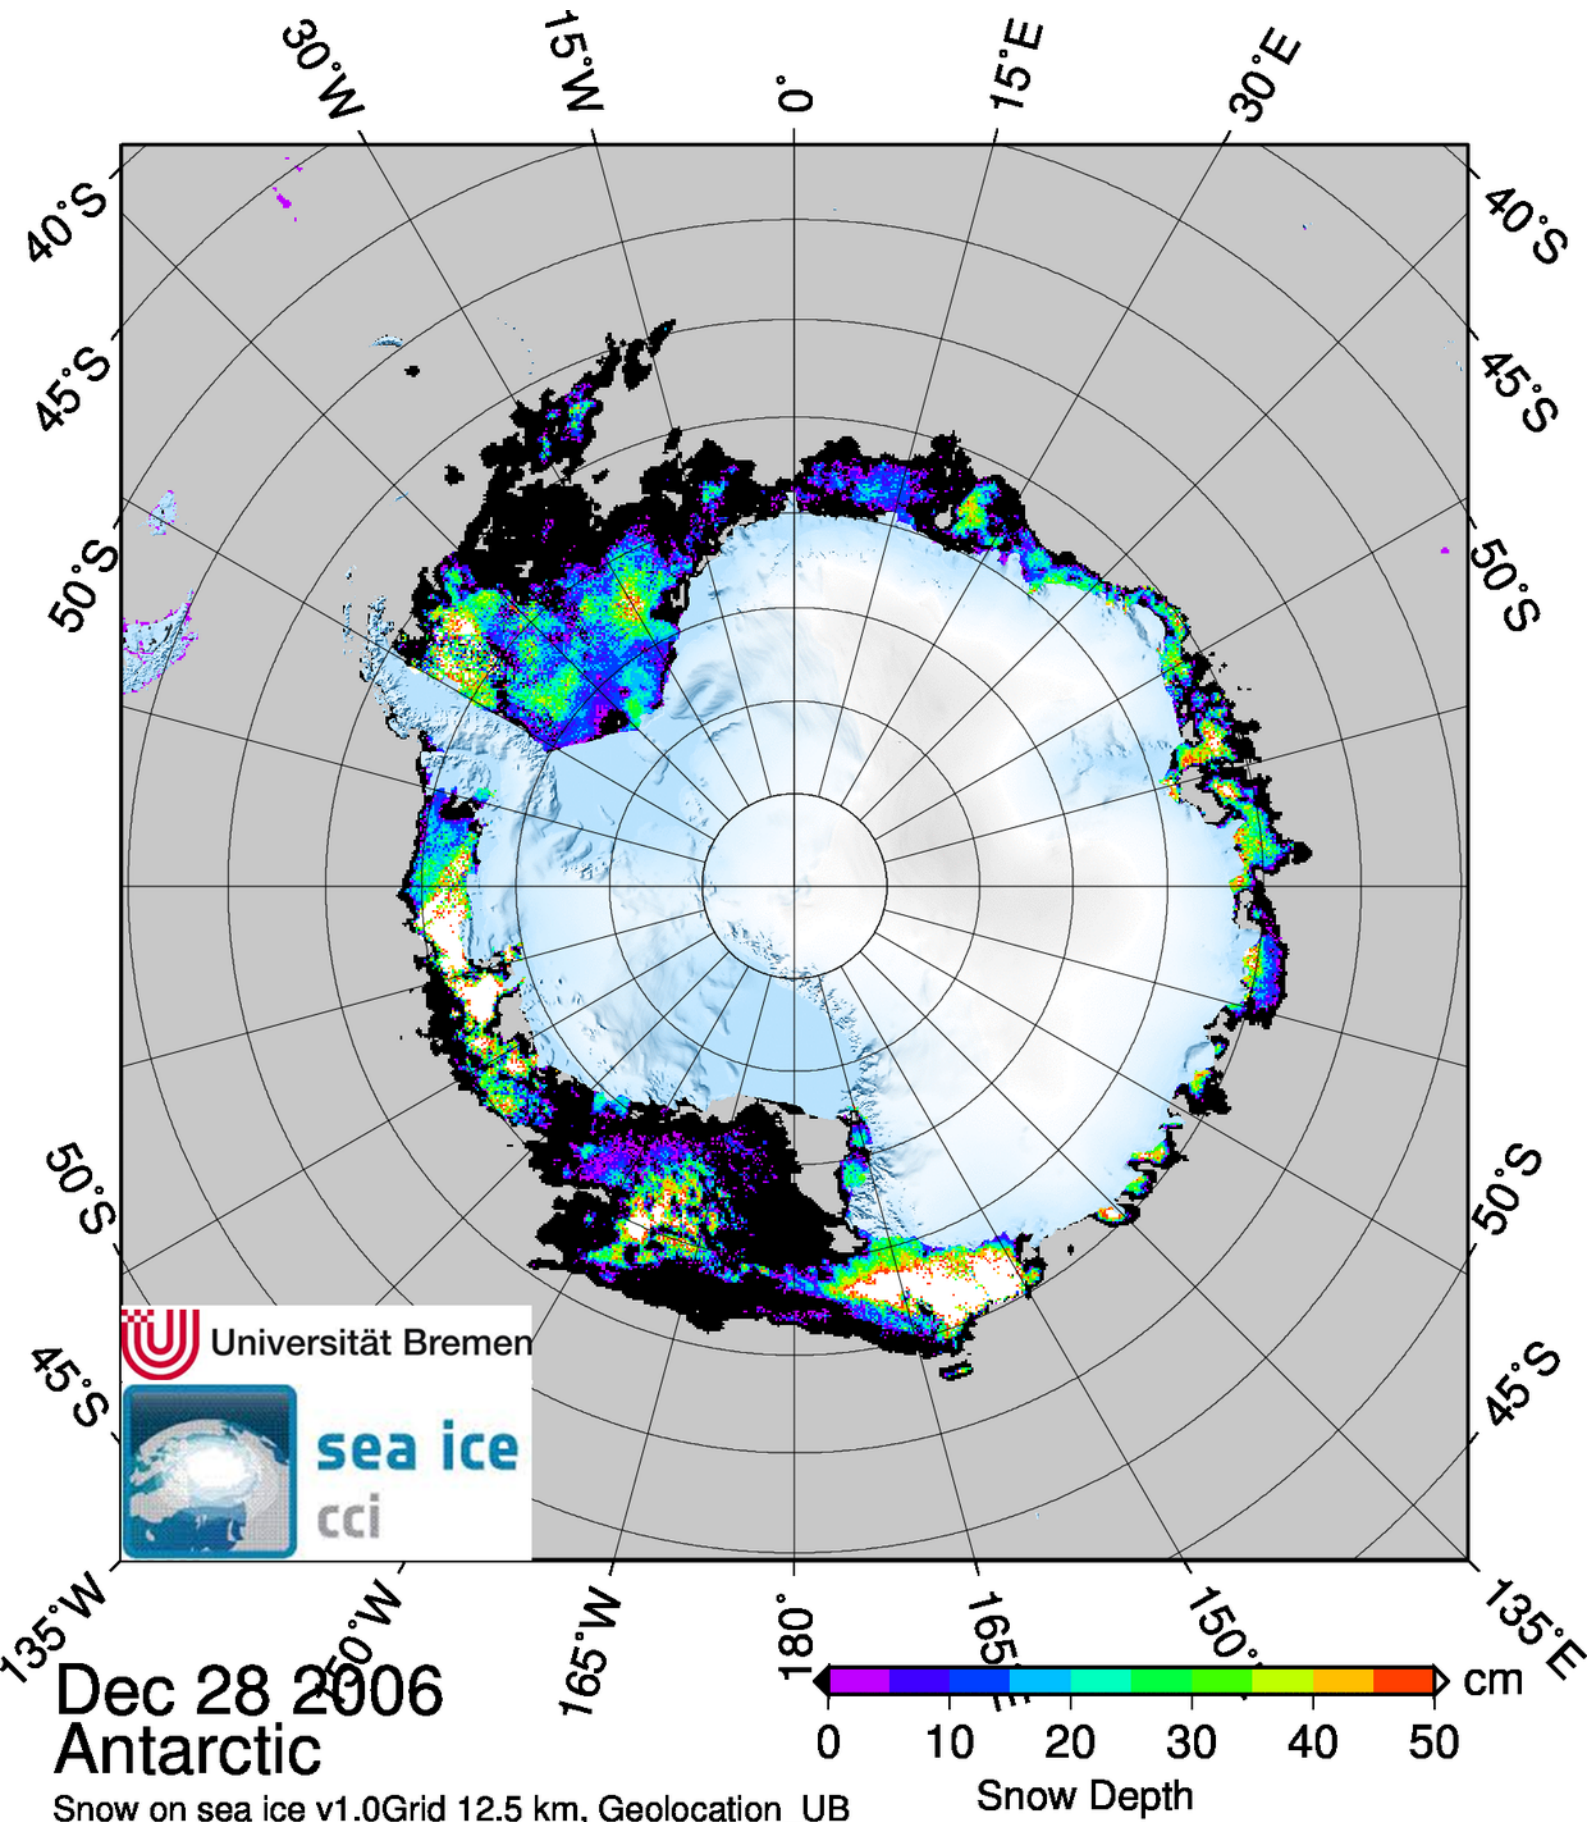 30°W 15°W 0° 15°E 30°E
40°S 40°S
45°S 45°S
50°S 50°S
50°S 50°S
45°S 45°S
Universität Bremen
sea ice
cci
135°W 150°W 165°W 180° 165°E 150° 135°E
Dec 28 2006
Antarctic
Snow on sea ice v1.0Grid 12.5 km, Geolocation UB
cm
0 10 20 30 40 50
Snow Depth